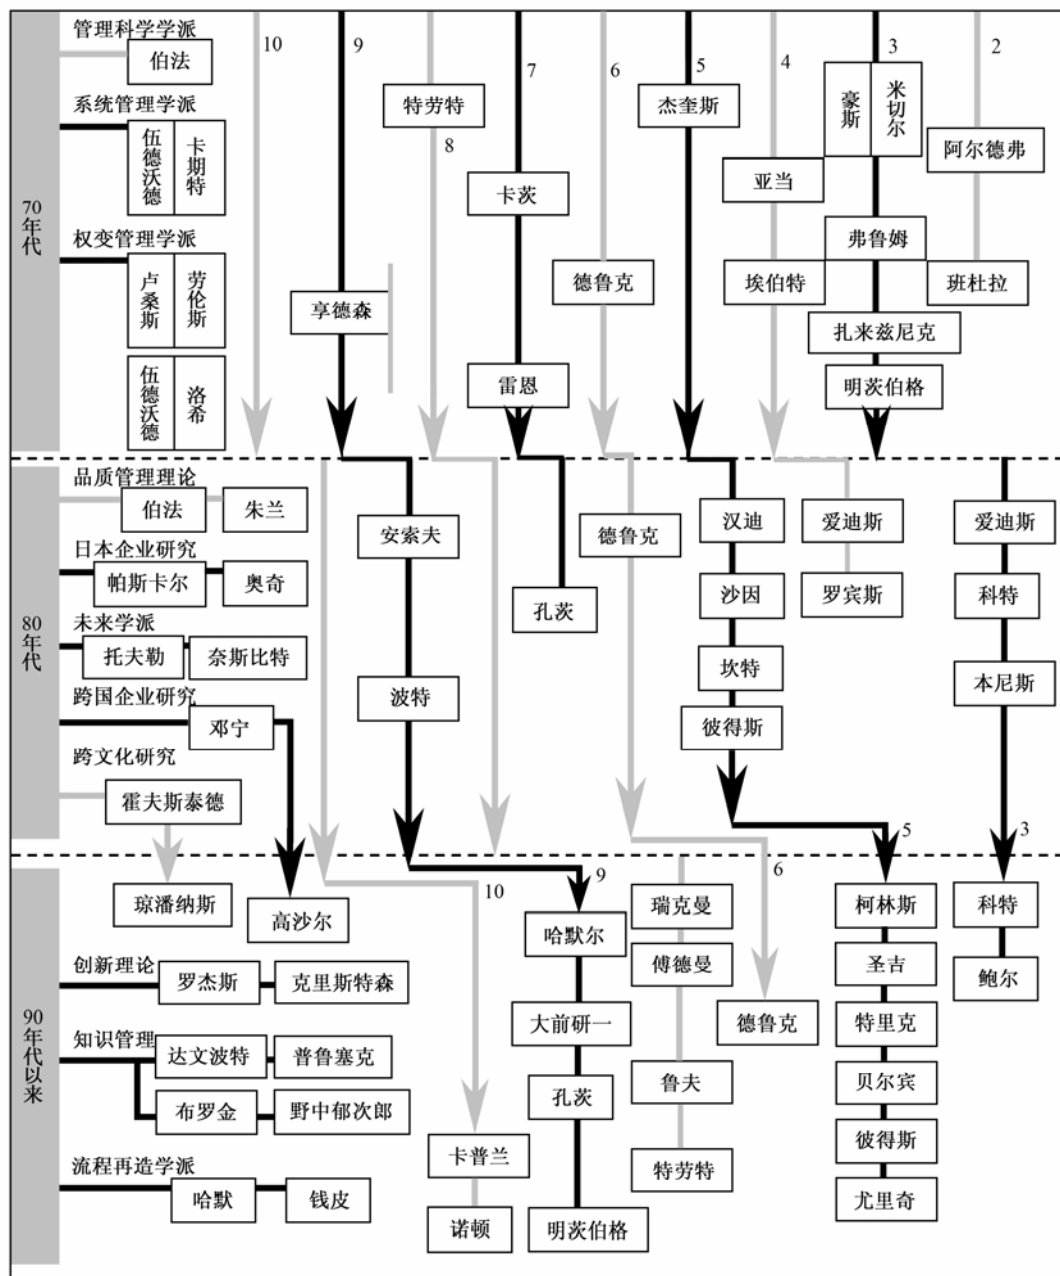 管理科学学派
伯法
系统管理学派
伍德沃德
卡期特
权变管理学派
卢桑斯
劳伦斯
伍德沃德
洛希
70年代
10
9
享德森
特劳特
8
7
卡茨
雷恩
6
德鲁克
5
杰奎斯
4
亚当
埃伯特
3
豪斯
米切尔
弗鲁姆
扎来兹尼克
明茨伯格
2
阿尔德弗
班杜拉
80年代
品质管理理论
伯法
朱兰
日本企业研究
帕斯卡尔
奥奇
未来学派
托夫勒
奈斯比特
跨国企业研究
邓宁
跨文化研究
霍夫斯泰德
安索夫
波特
孔茨
德鲁克
汉迪
沙因
坎特
彼得斯
爱迪斯
罗宾斯
爱迪斯
科特
本尼斯
5
3
90年代以来
琼潘纳斯
高沙尔
创新理论
罗杰斯
克里斯特森
知识管理
达文波特
普鲁塞克
布罗金
野中郁次郎
流程再造学派
哈默
钱皮
10
卡普兰
诺顿
9
哈默尔
大前研一
孔茨
明茨伯格
瑞克曼
傅德曼
鲁夫
特劳特
6
德鲁克
柯林斯
圣吉
特里克
贝尔宾
彼得斯
尤里奇
科特
鲍尔